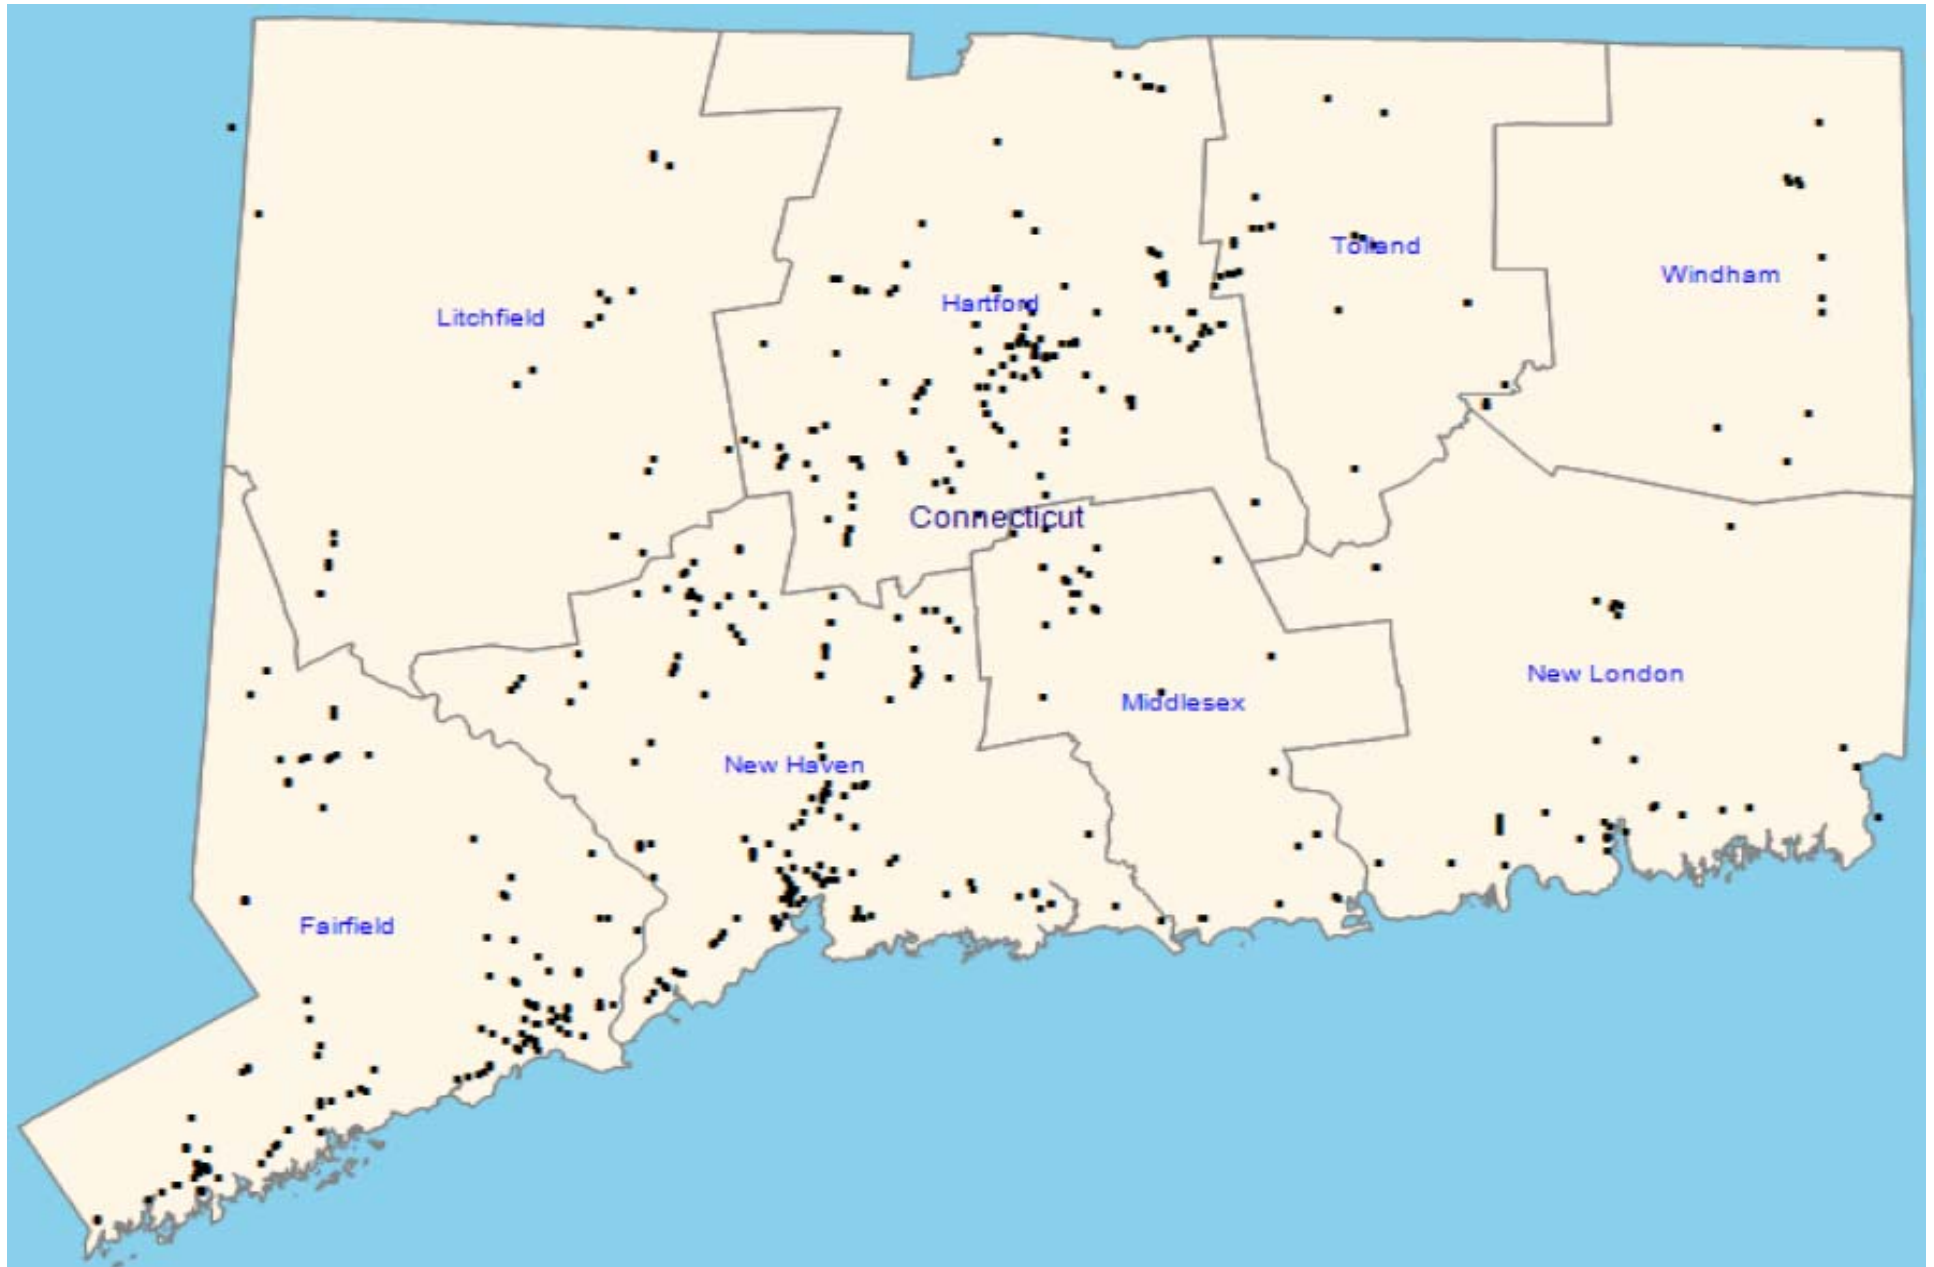 Tolland
Windham
Hartford
Litchfield
Connecticut
New London
Middlesex
New Haven
Fairfield